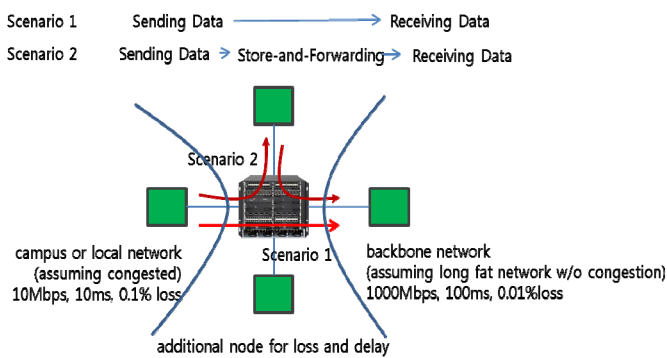 Scenario 1 Sending Data Receiving Data
Scenario 2 Sending Data Store-and-Forwarding Receiving Data
Scenario 2
Scenario 1
campus or local network
(assuming congested)
10Mbps, 10ms, 0.1% loss
backbone network
(assuming long fat network w/o congestion)
1000Mbps, 100ms, 0.01%loss
additional node for loss and delay